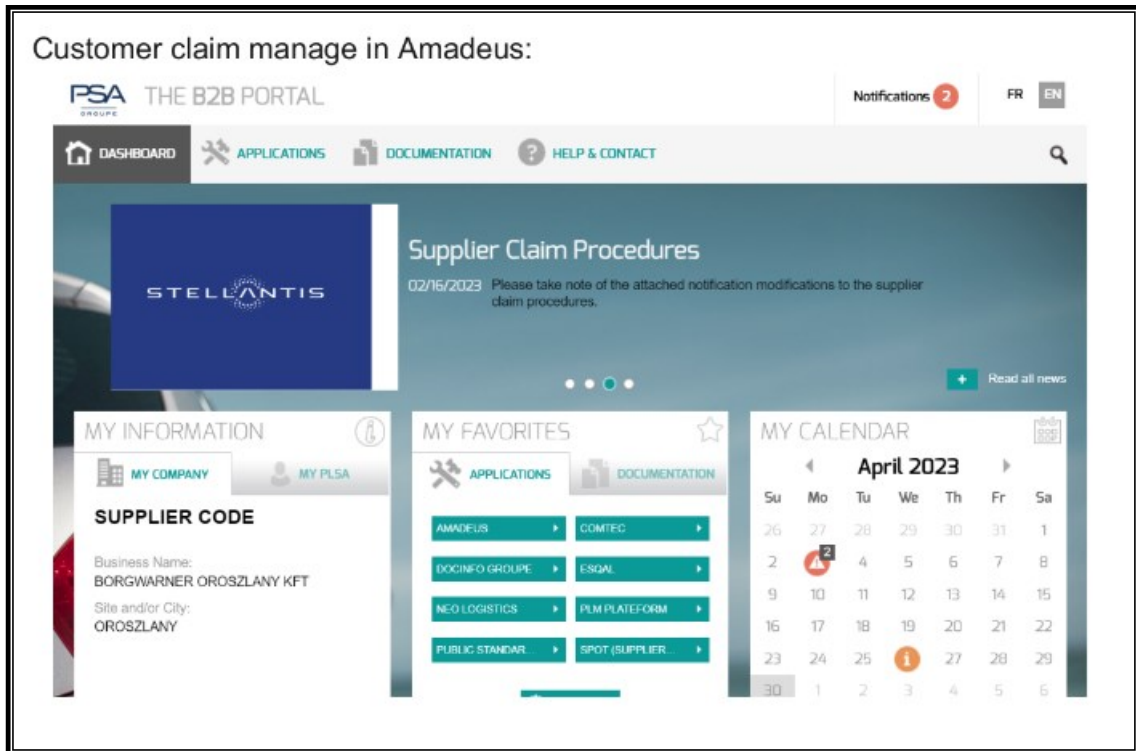 Customer claim manage in Amadeus:
PSA
GROUPE
THE B2B PORTAL
Notifications 2
FR EN
DASHBOARD
APPLICATIONS
DOCUMENTATION
? HELP & CONTACT
STELLANTIS
Supplier Claim Procedures
02/16/2023 Please take note of the attached notification modifications to the supplier
claim procedures.
+ Read all news
MY INFORMATION
MY COMPANY
MY PLSA
SUPPLIER CODE
Business Name:
BORGWARNER OROSZLANY KFT
Site and/or City:
OROSZLANY
MY FAVORITES
APPLICATIONS
DOCUMENTATION
AMADEUS
COMTEC
DOCINFO GROUPE
ESQAL
NEO LOGISTICS
PLM PLATEFORM
PUBLIC STANDAR...
SPOT (SUPPLIER...
MY CALENDAR
April 2023
Su Mo Tu We Th Fr Sa
26 27 28 29 30 31 1
2 2 4 5 6 7 8
9 10 11 12 13 14 15
16 17 18 19 20 21 22
23 24 25 i 27 28 29
30 1 2 3 4 5 6